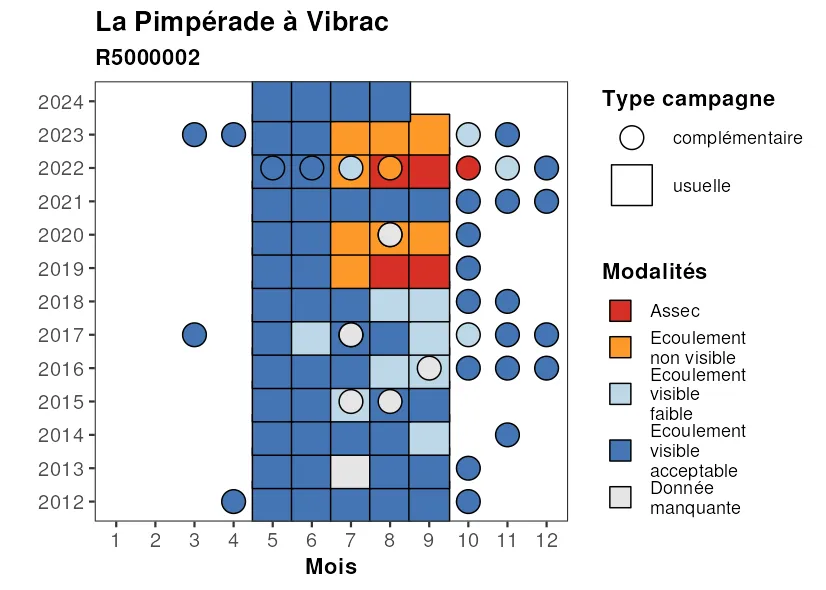 La Pimpérade à Vibrac
R5000002
2024
2023
2022
2021
2020
2019
2018
2017
2016
2015
2014
2013
2012
1 2 3 4 5 6 7 8 9 10 11 12
Mois
Type campagne
complémentaire
usuelle
Modalités
Assec
Ecoulement
non visible
Ecoulement
visible
faible
Ecoulement
visible
acceptable
Donnée
manquante